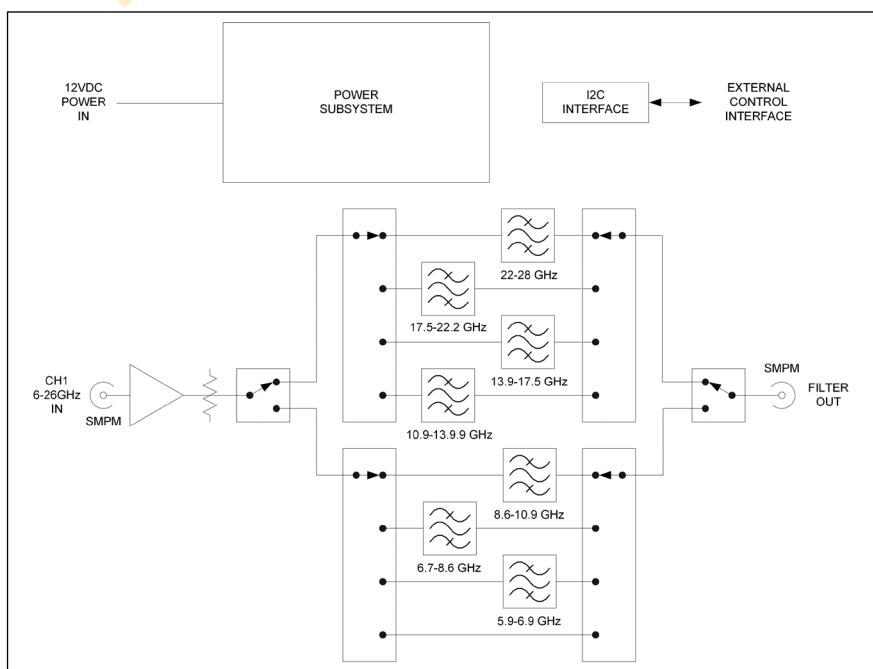 12VDC
POWER
IN
POWER
SUBSYSTEM
I2C
INTERFACE
EXTERNAL
CONTROL
INTERFACE
22-28 GHz
17.5-22.2 GHz
13.9-17.5 GHz
10.9-13.9.9 GHz
CH1
6-26GHz
IN
SMPM
SMPM
FILTER
OUT
8.6-10.9 GHz
6.7-8.6 GHz
5.9-6.9 GHz